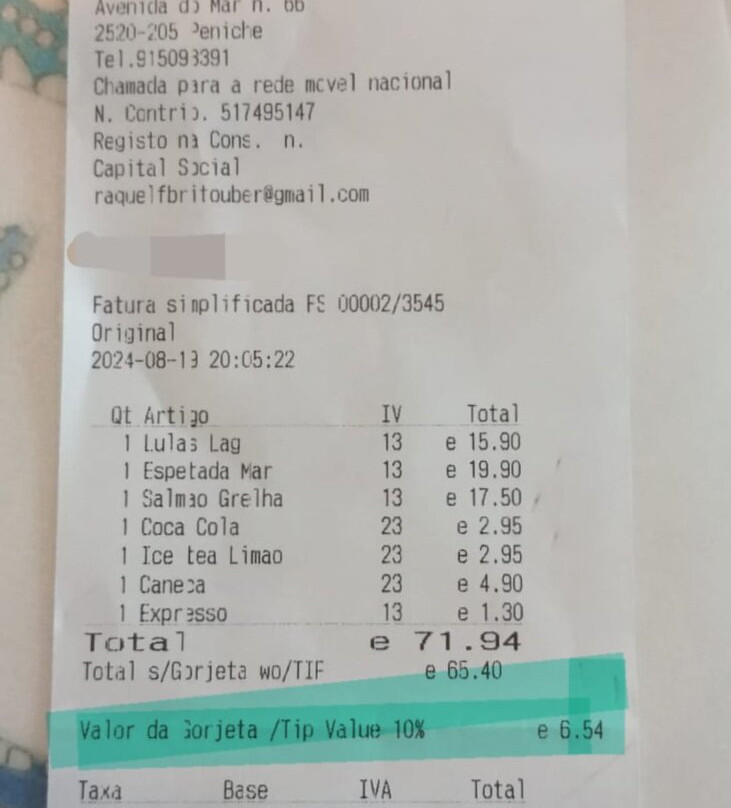 Avenida do Mar n. 6b
2520-205 Peniche
Tel.915093391
Chamada para a rede movel nacional
N. Contrib. 517495147
Registo na Cons. n.
Capital Social
raquelfbritouber@gmail.com
Fatura simplificada FS 00002/3545
Original
2024-08-13 20:05:22
Qt Artigo IV Total
1 Lulas Lag 13 e 15.90
1 Espetada Mar 13 e 19.90
1 Salmao Grelha 13 e 17.50
1 Coca Cola 23 e 2.95
1 Ice tea Limao 23 e 2.95
1 Caneca 23 e 4.90
1 Expresso 13 e 1.30
Total e 71.94
Total s/Gorjeta wo/TIF e 65.40
Valor da Gorjeta /Tip Value 10% e 6.54
Taxa Base IVA Total